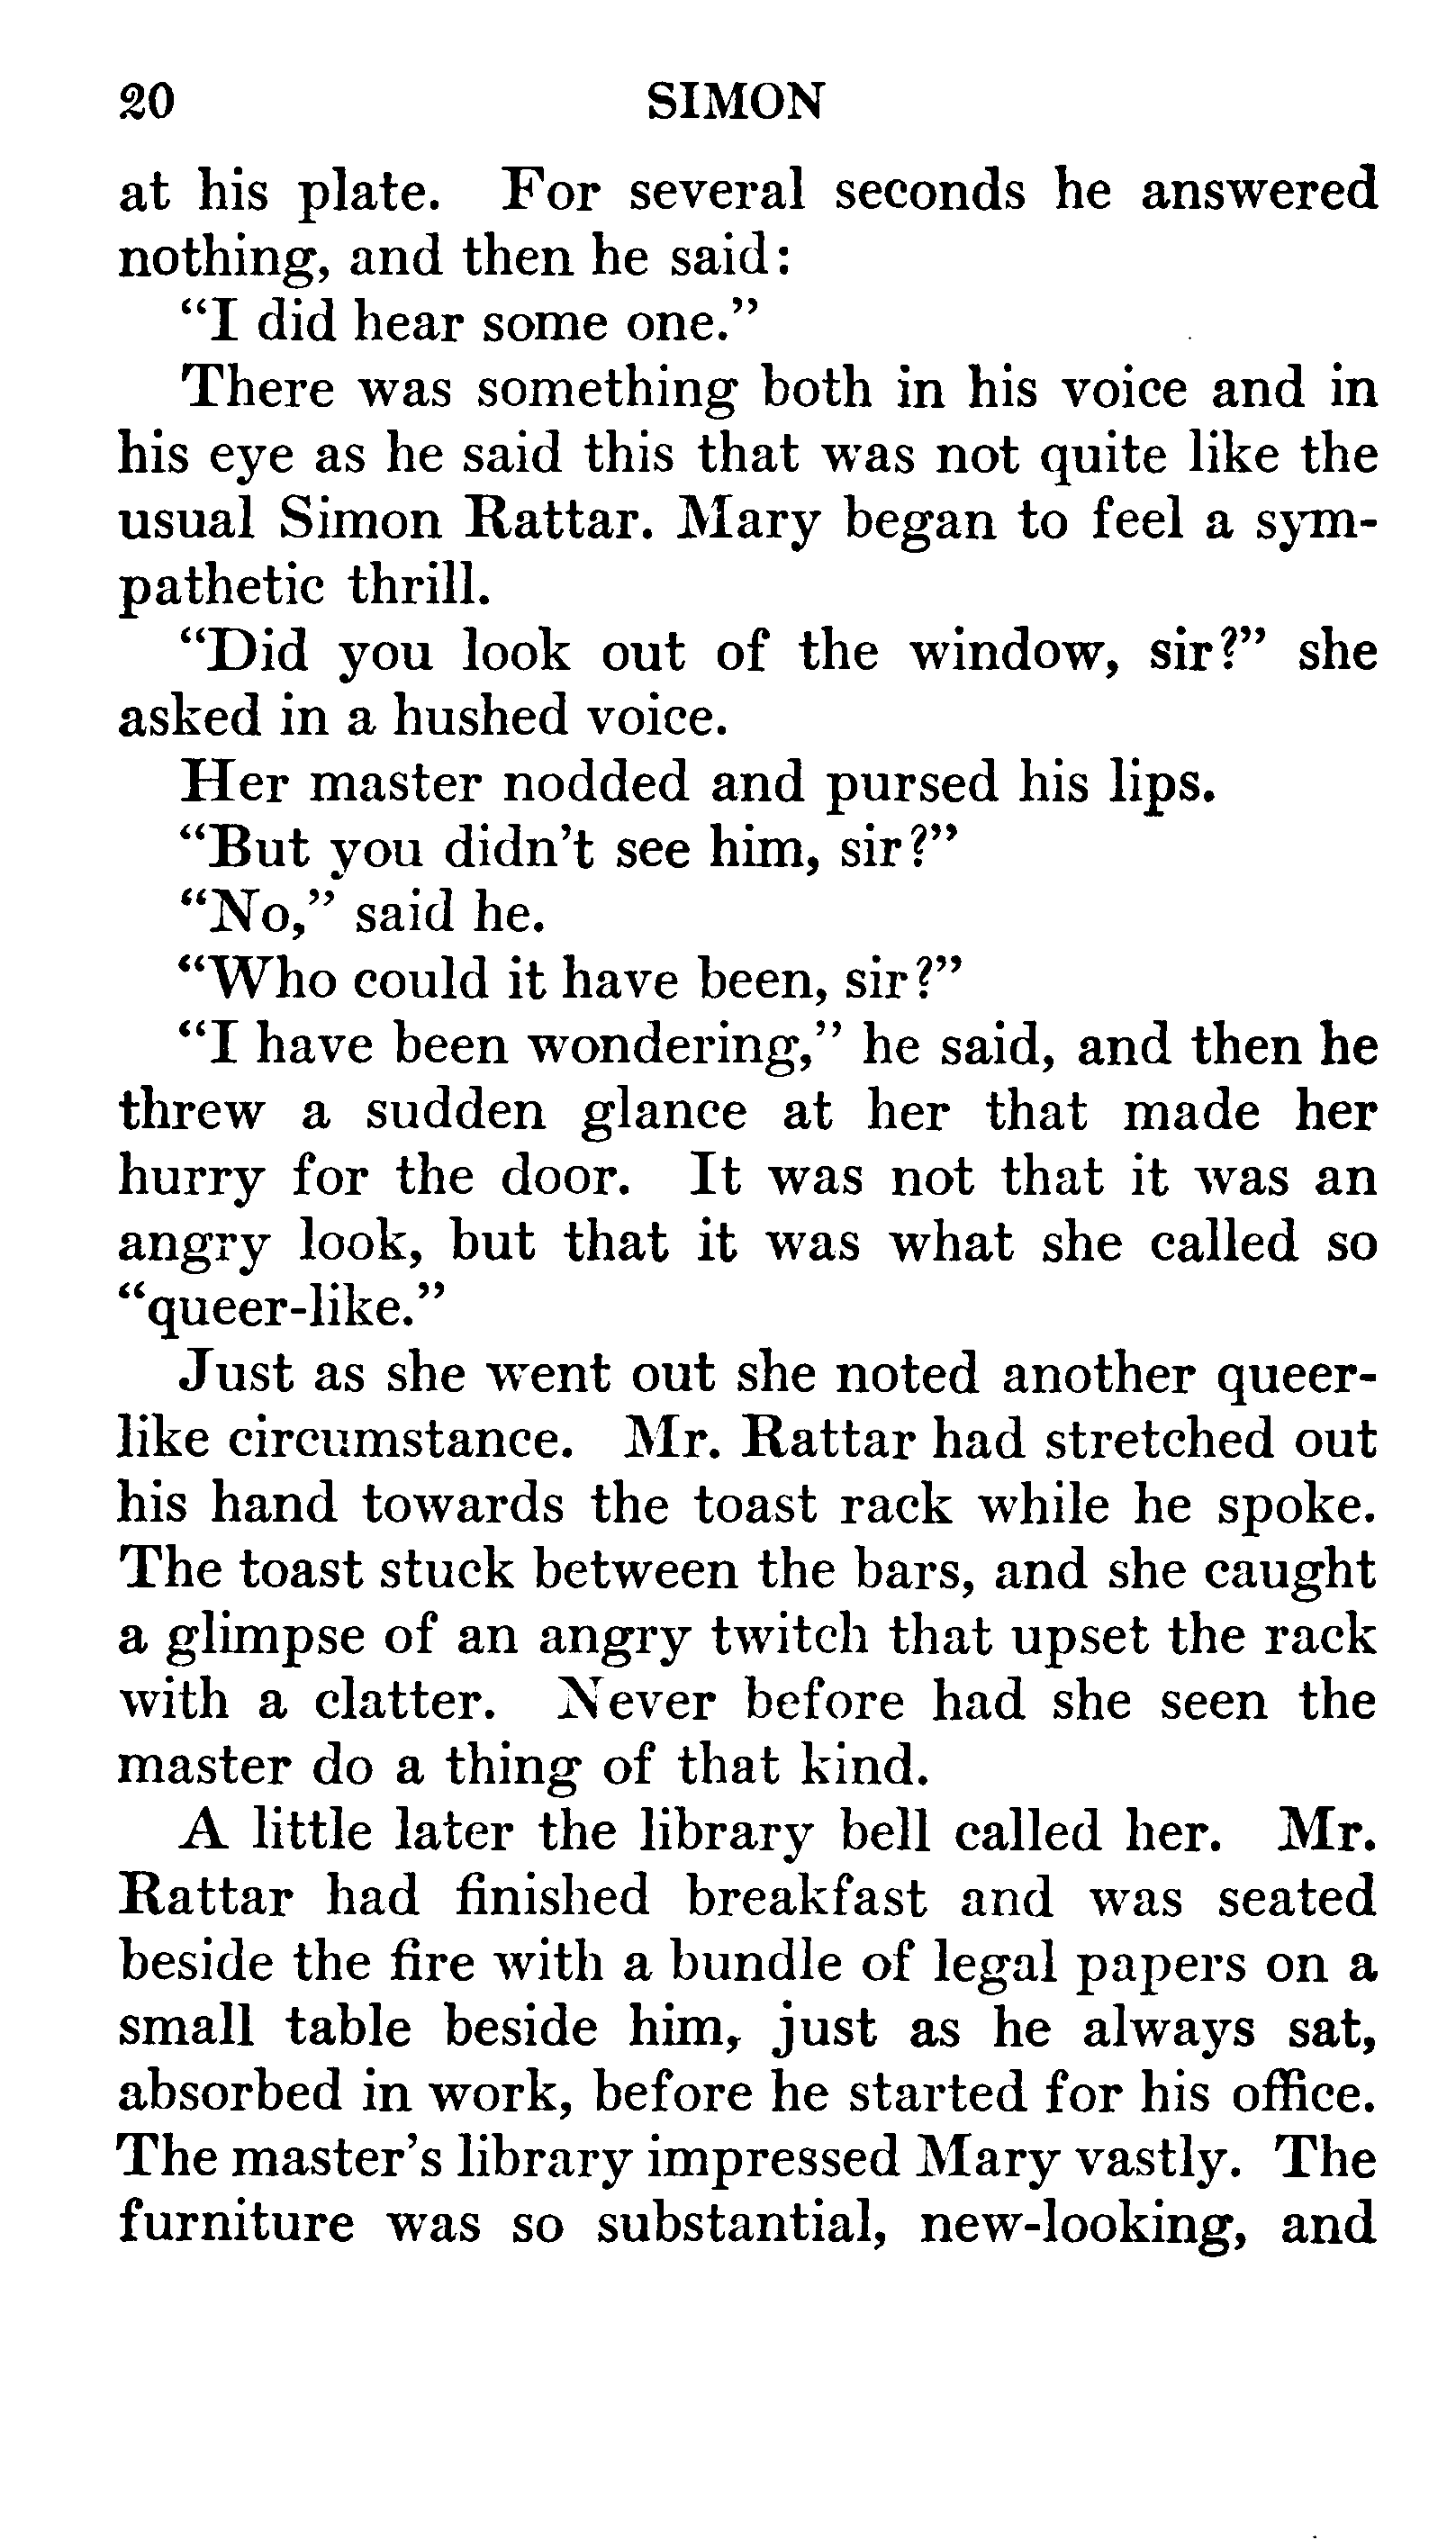 20 SIMON
at his plate. For several seconds he answered
nothing, and then he said:
“I did hear some one.”
There was something both in his voice and in
his eye as he said this that was not quite like the
usual Simon Rattar. Mary began to feel a sym-
pathetic thrill.
“Did you look out of the window, sir?” she
asked in a hushed voice.
Her master nodded and pursed his lips.
“But you didn't see him, sir?”
“No,” said he.
“Who could it have been, sir?”
“I have been wondering,” he said, and then he
threw a sudden glance at her that made her
hurry for the door. It was not that it was an
angry look, but that it was what she called so
“queer-like.”
Just as she went out she noted another queer-
like circumstance. Mr. Rattar had stretched out
his hand towards the toast rack while he spoke.
The toast stuck between the bars, and she caught
a glimpse of an angry twitch that upset the rack
with a clatter. Never before had she seen the
master do a thing of that kind.
A little later the library bell called her. Mr.
Rattar had finished breakfast and was seated
beside the fire with a bundle of legal papers on a
small table beside him, just as he always sat,
absorbed in work, before he started for his office.
The master's library impressed Mary vastly. The
furniture was so substantial, new-looking, and